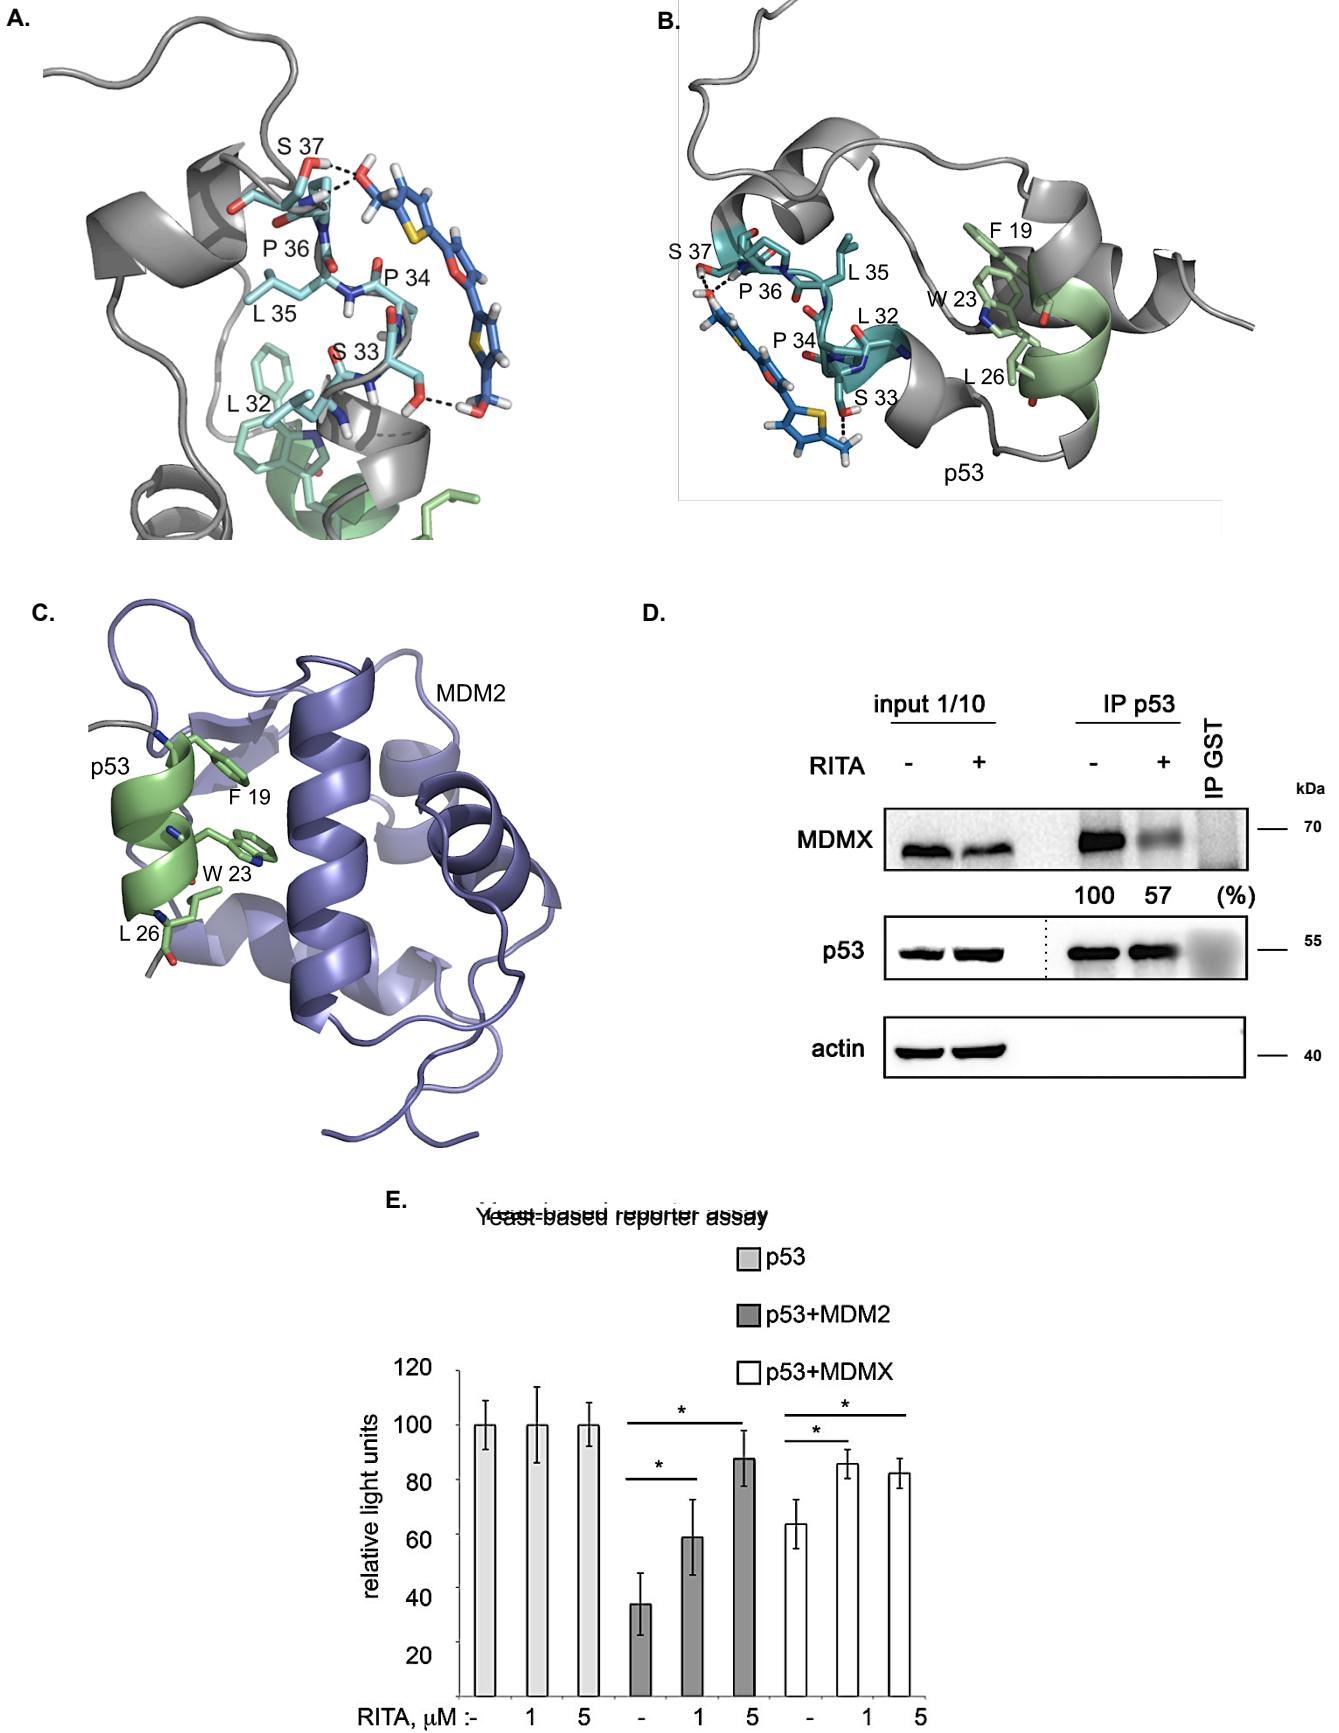 A.
S 37
P 36
P 34
L 35
S 33
L 32
B.
S 37
P 36
L 35
P 34
L 32
S 33
F 19
W 23
L 26
p53
C.
MDM2
p53
F 19
W 23
L 26
D.
input 1/10 IP p53 IP GST
RITA - + - + kDa
MDMX 70
100 57 (%)
p53 55
actin 40
E.
Yeast-based reporter assay
p53
p53+MDM2
p53+MDMX
relative light units
120
100
80
60
40
20
* * * *
RITA, µM :- 1 5 - 1 5 - 1 5